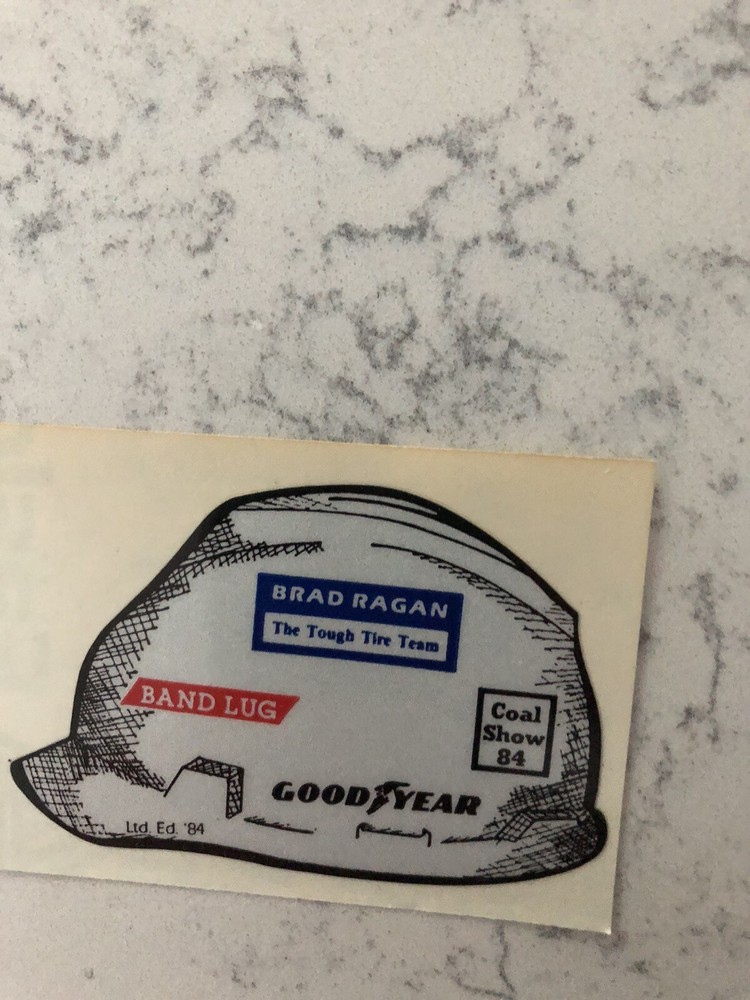 BRAD RAGAN
The Tough Tire Team
BAND LUG
Coal
Show
84
GOODYEAR
Ltd. Ed. '84